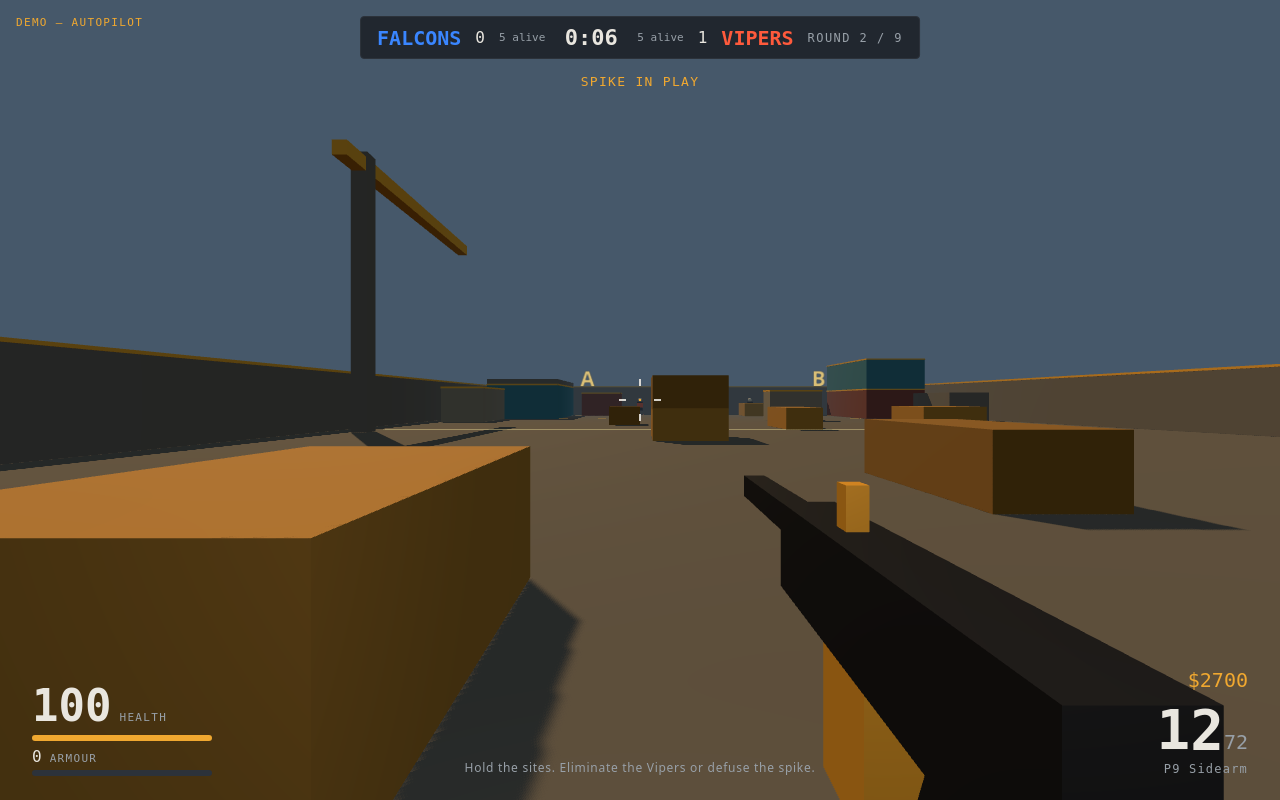 DEMO — AUTOPILOT
FALCONS 0 5 alive 0:06 5 alive 1 VIPERS ROUND 2 / 9
SPIKE IN PLAY
A B
100 HEALTH
0 ARMOUR
Hold the sites. Eliminate the Vipers or defuse the spike.
$2700
12 72
P9 Sidearm